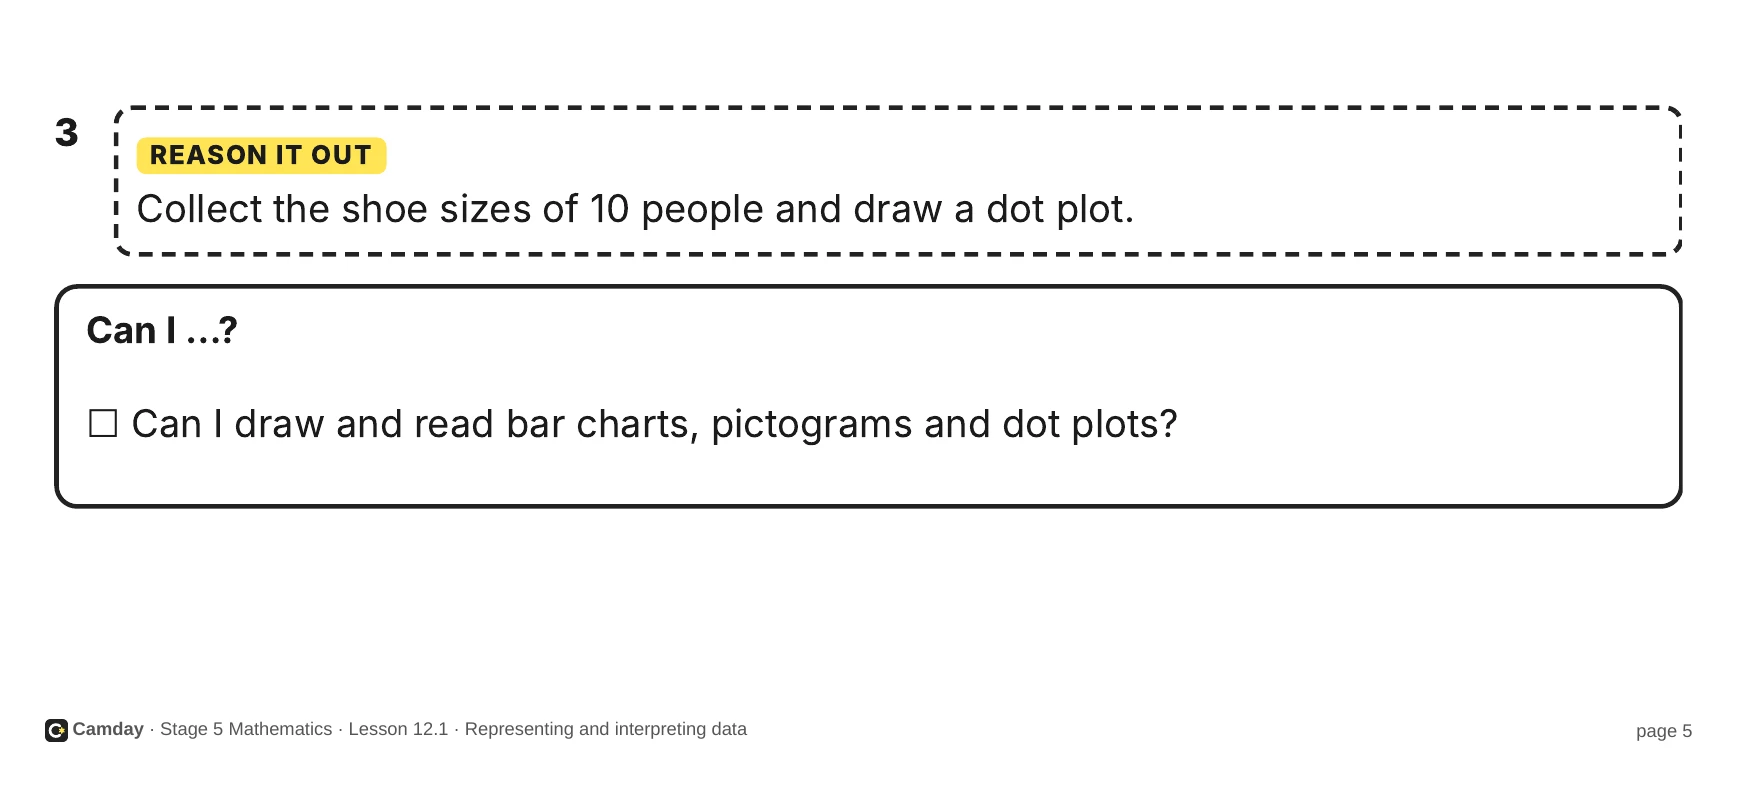 3
REASON IT OUT
Collect the shoe sizes of 10 people and draw a dot plot.
Can I ...?
☐ Can I draw and read bar charts, pictograms and dot plots?
Camday · Stage 5 Mathematics · Lesson 12.1 · Representing and interpreting data
page 5